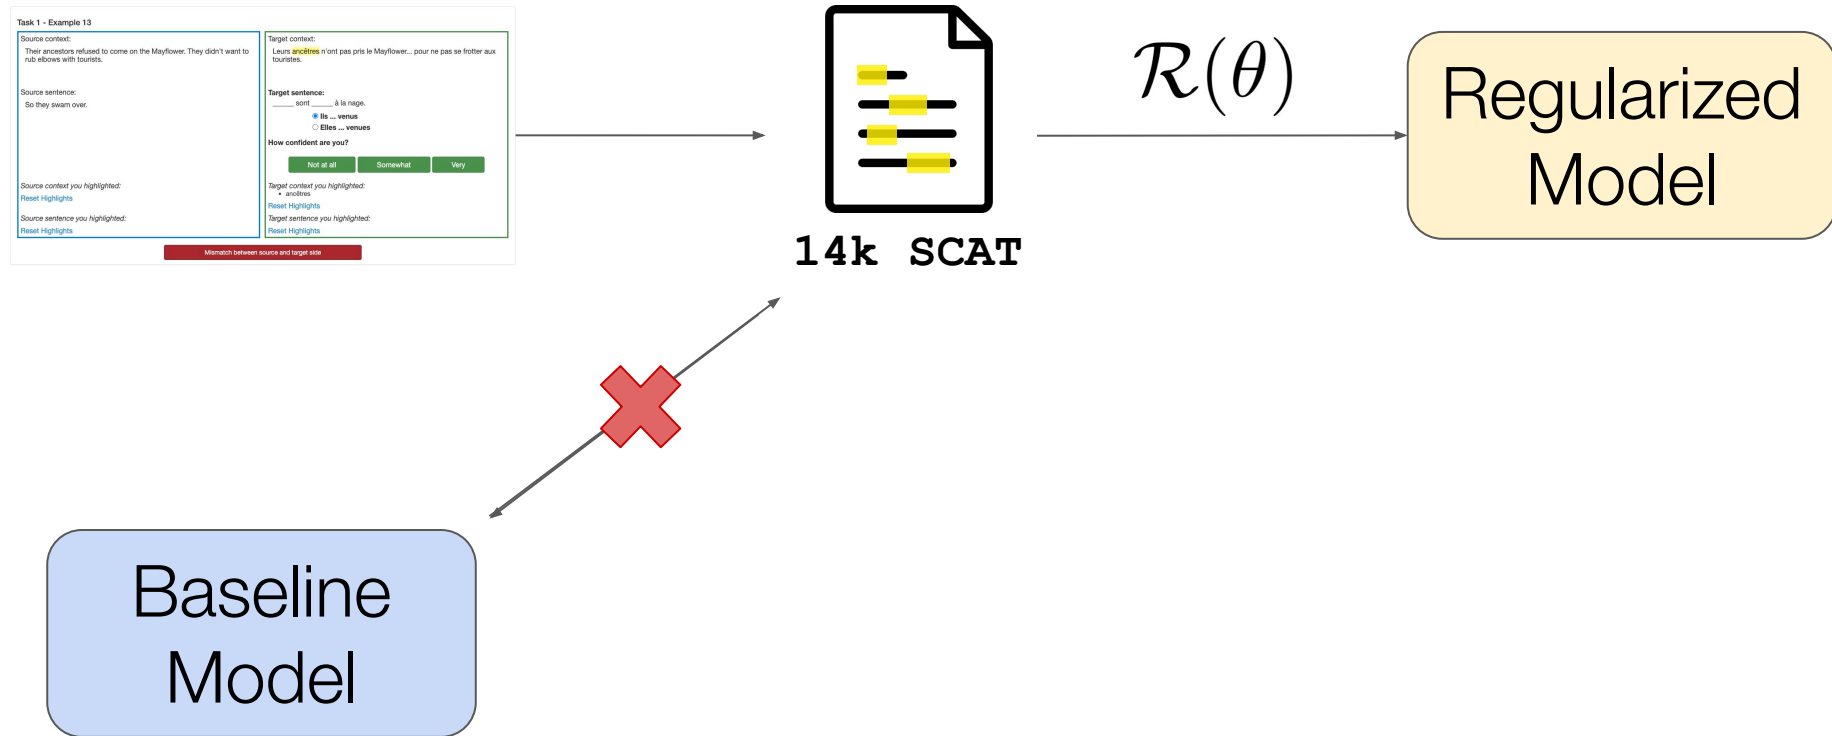 Task 1 - Example 13
Source context:
Their ancestors refused to come on the Mayflower. They didn't want to
rub elbows with tourists.
Source sentence:
So they swam over.
Source context you highlighted:
Reset Highlights
Source sentence you highlighted:
Reset Highlights
Target context:
Leurs ancêtres n'ont pas pris le Mayflower... pour ne pas se frotter aux
touristes.
Target sentence:
______ sont ______ à la nage.
Ils ... venus
Elles ... venues
How confident are you?
Not at all Somewhat Very
Target context you highlighted:
• ancêtres
Reset Highlights
Target sentence you highlighted:
Reset Highlights
Mismatch between source and target side
14k SCAT
R(θ)
Regularized
Model
Baseline
Model